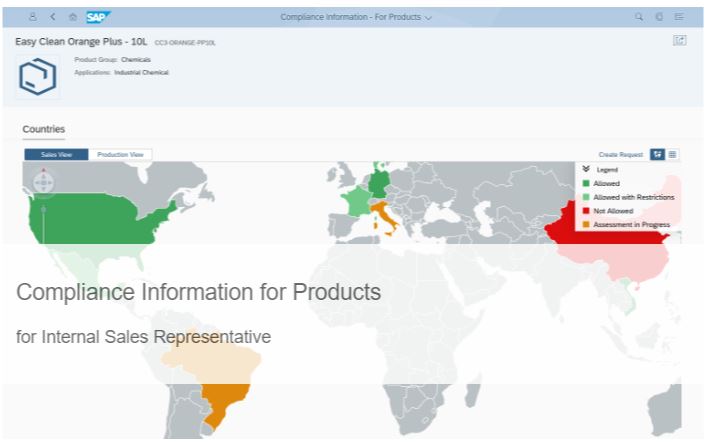 SAP
Compliance Information - For Products
Easy Clean Orange Plus - 10L CC3-ORANGE-PP10L
Product Group: Chemicals
Applications: Industrial Chemical
Countries
Sales View Production View
Create Request
Legend
Allowed
Allowed with Restrictions
Not Allowed
Assessment in Progress
Compliance Information for Products
for Internal Sales Representative